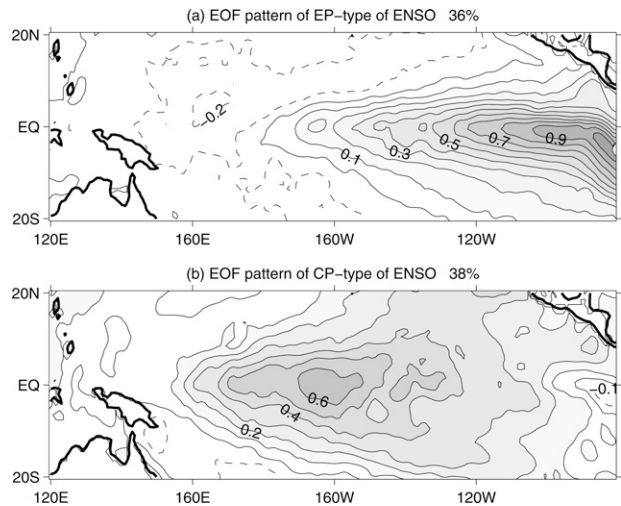 (a) EOF pattern of EP-type of ENSO 36%
20N
EQ
20S
-0.2
0.1
0.3
0.5
0.7
0.9
120E 160E 160W 120W
(b) EOF pattern of CP-type of ENSO 38%
20N
EQ
20S
0.2
0.4
0.6
-0.1
120E 160E 160W 120W